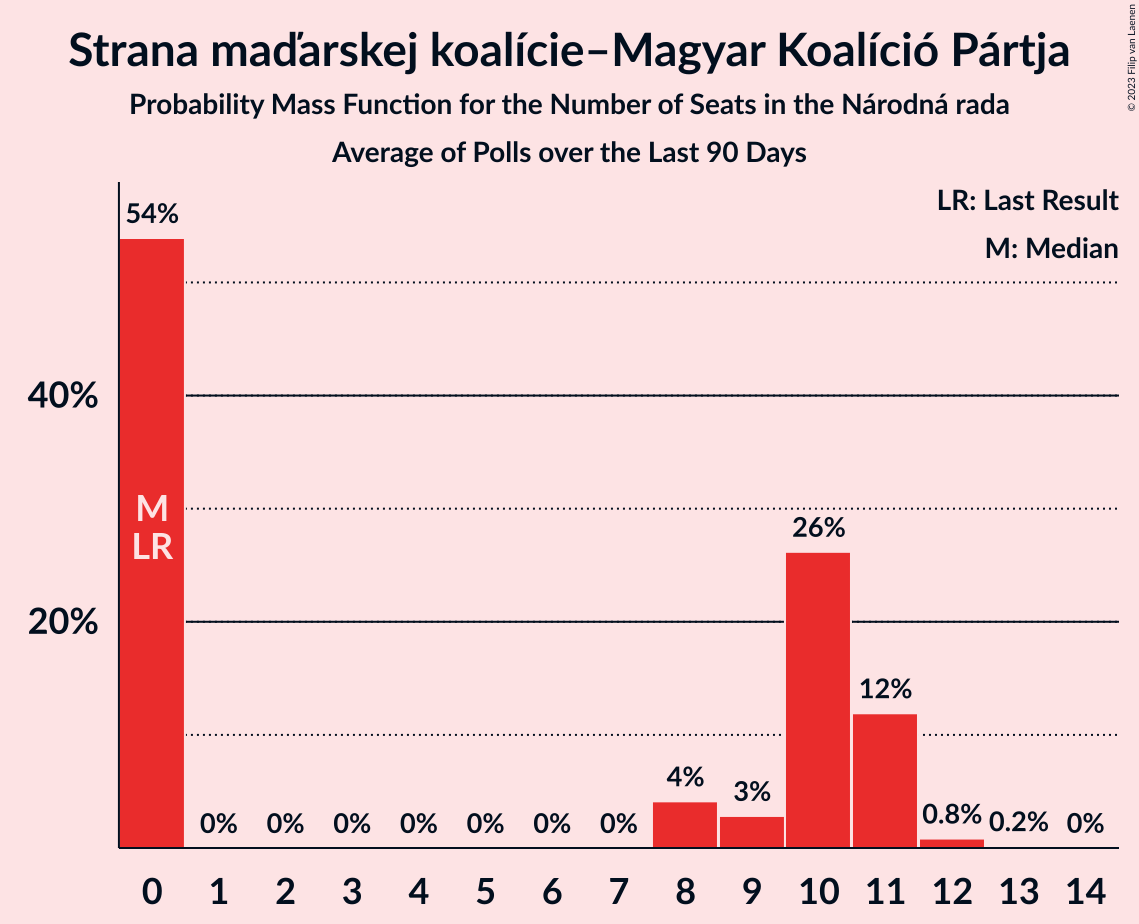 Strana maďarskej koalície–Magyar Koalíció Pártja
Probability Mass Function for the Number of Seats in the Národná rada
Average of Polls over the Last 90 Days
© 2023 Filip van Laenen
LR: Last Result
M: Median
54%
40%
M
LR
26%
20%
12%
4%
3%
0% 0% 0% 0% 0% 0% 0% 0.8% 0.2% 0%
0 1 2 3 4 5 6 7 8 9 10 11 12 13 14